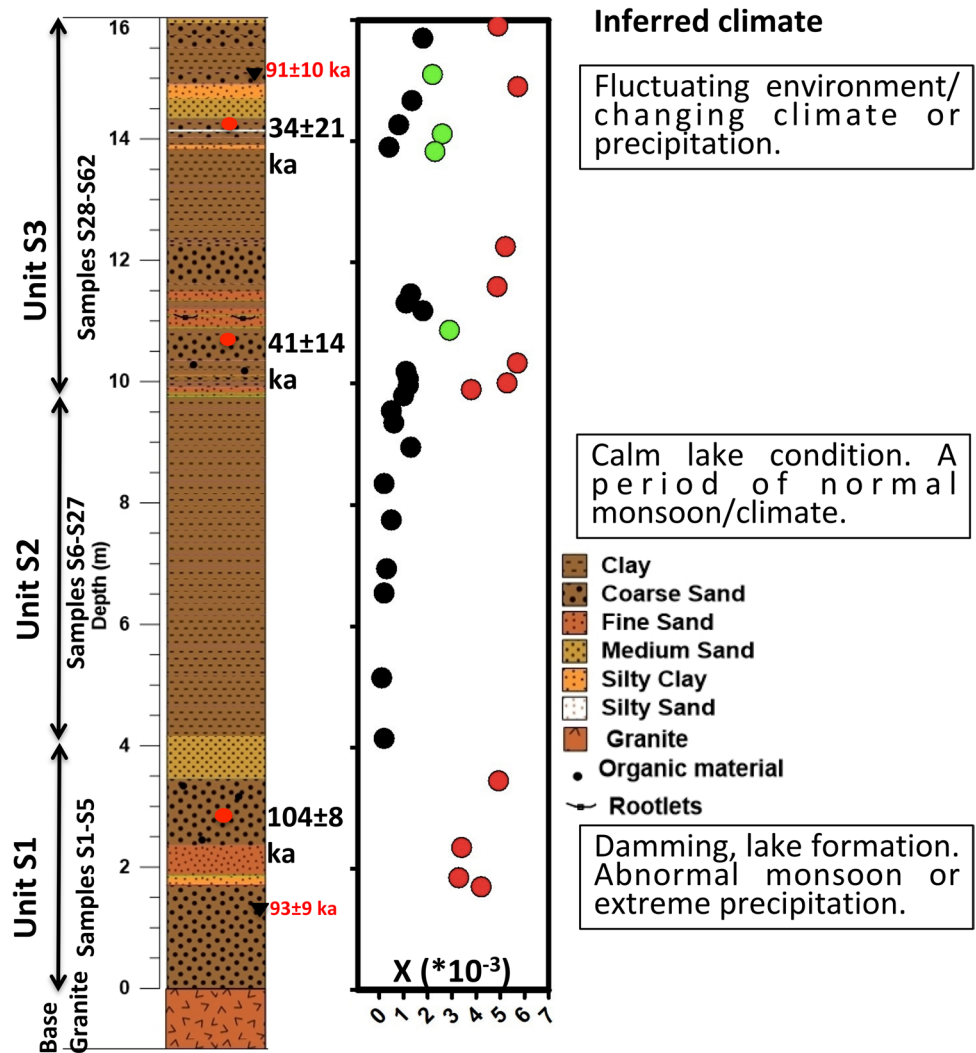 Inferred climate
16
14
12
10
8
6
4
2
0
Depth (m)
Unit S3
Samples S28-S62
Unit S2
Samples S6-S27
Unit S1
Samples S1-S5
Base
Granite
91±10 ka
34±21
ka
41±14
ka
104±8
ka
93±9 ka
X (*10-3)
0 1 2 3 4 5 6 7
Fluctuating environment/
changing climate or
precipitation.
Calm lake condition. A
period of normal
monsoon/climate.
Clay
Coarse Sand
Fine Sand
Medium Sand
Silty Clay
Silty Sand
Granite
Organic material
Rootlets
Damming, lake formation.
Abnormal monsoon or
extreme precipitation.